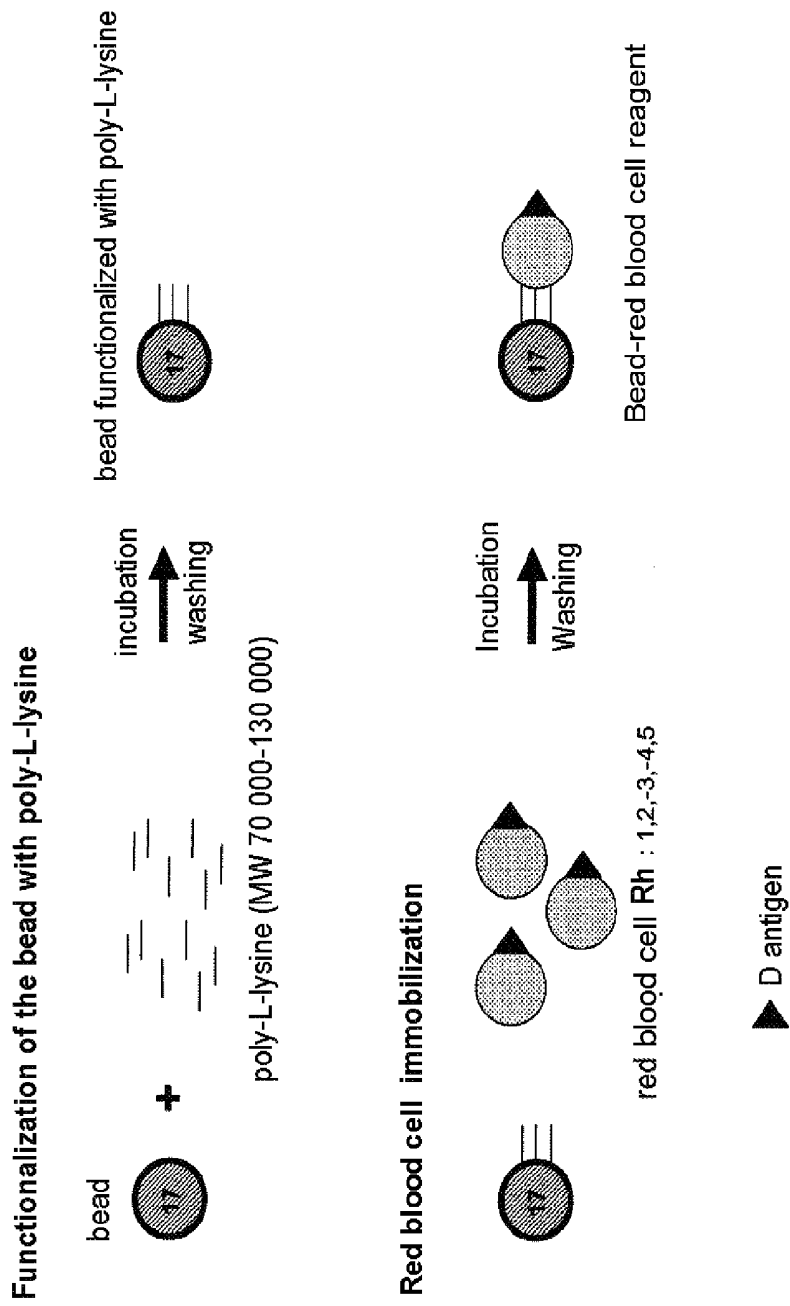 Functionalization of the bead with poly-L-lysine
bead
17
+
poly-L-lysine (MW 70 000-130 000)
incubation
washing
bead functionalized with poly-L-lysine
17
Red blood cell immobilization
17
red blood cell Rh : 1,2,-3,-4,5
Incubation
Washing
17
Bead-red blood cell reagent
D antigen